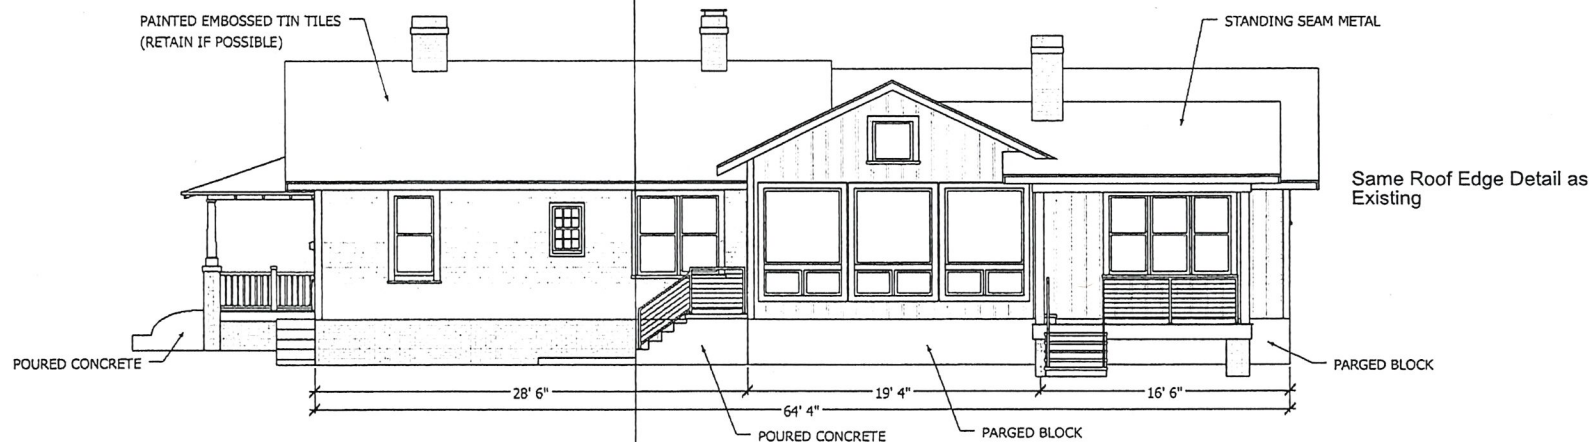 PAINTED EMBOSSED TIN TILES
(RETAIN IF POSSIBLE)
STANDING SEAM METAL
Same Roof Edge Detail as
Existing
POURED CONCRETE
PARGED BLOCK
28' 6"
19' 4"
16' 6"
64' 4"
POURED CONCRETE
PARGED BLOCK